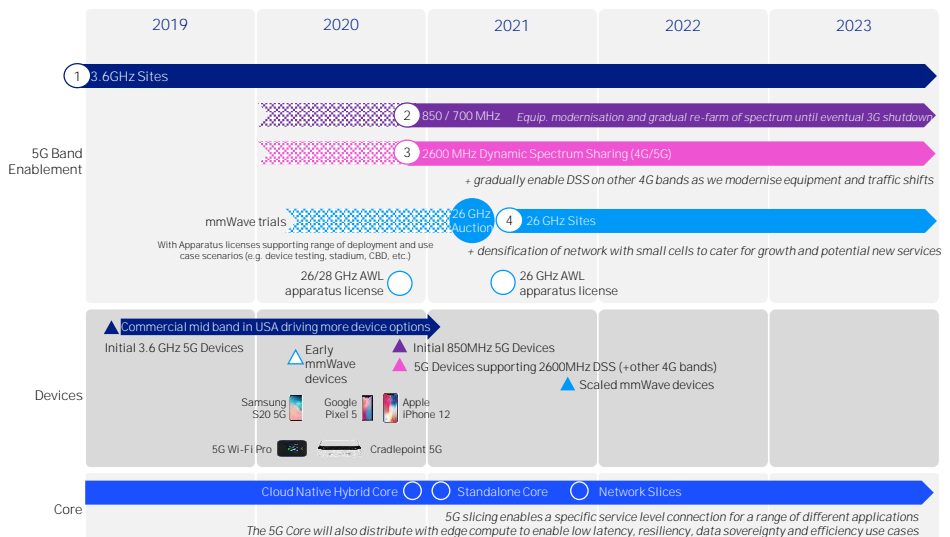 2019
2020
2021
2022
2023
1
3.6GHz Sites
2
850 / 700 MHz
Equip. modernisation and gradual re-farm of spectrum until eventual 3G shutdown
5G Band
Enablement
3
2600 MHz Dynamic Spectrum Sharing (4G/5G)
+ gradually enable DSS on other 4G bands as we modernise equipment and traffic shifts
mmWave trials
26 GHz
Auction
4
26 GHz Sites
With Apparatus licenses supporting range of deployment and use
case scenarios (e.g. device testing, stadium, CBD, etc.)
+ densification of network with small cells to cater for growth and potential new services
26/28 GHz AWL
apparatus license
26 GHz AWL
apparatus license
Devices
Commercial mid band in USA driving more device options
Initial 3.6 GHz 5G Devices
Early
mmWave
devices
Initial 850MHz 5G Devices
5G Devices supporting 2600MHz DSS (+other 4G bands)
Scaled mmWave devices
Samsung
S20 5G
Google
Pixel 5
Apple
iPhone 12
5G Wi-Fi Pro
Cradlepoint 5G
Core
Cloud Native Hybrid Core
Standalone Core
Network Slices
5G slicing enables a specific service level connection for a range of different applications
The 5G Core will also distribute with edge compute to enable low latency, resiliency, data sovereignty and efficiency use cases